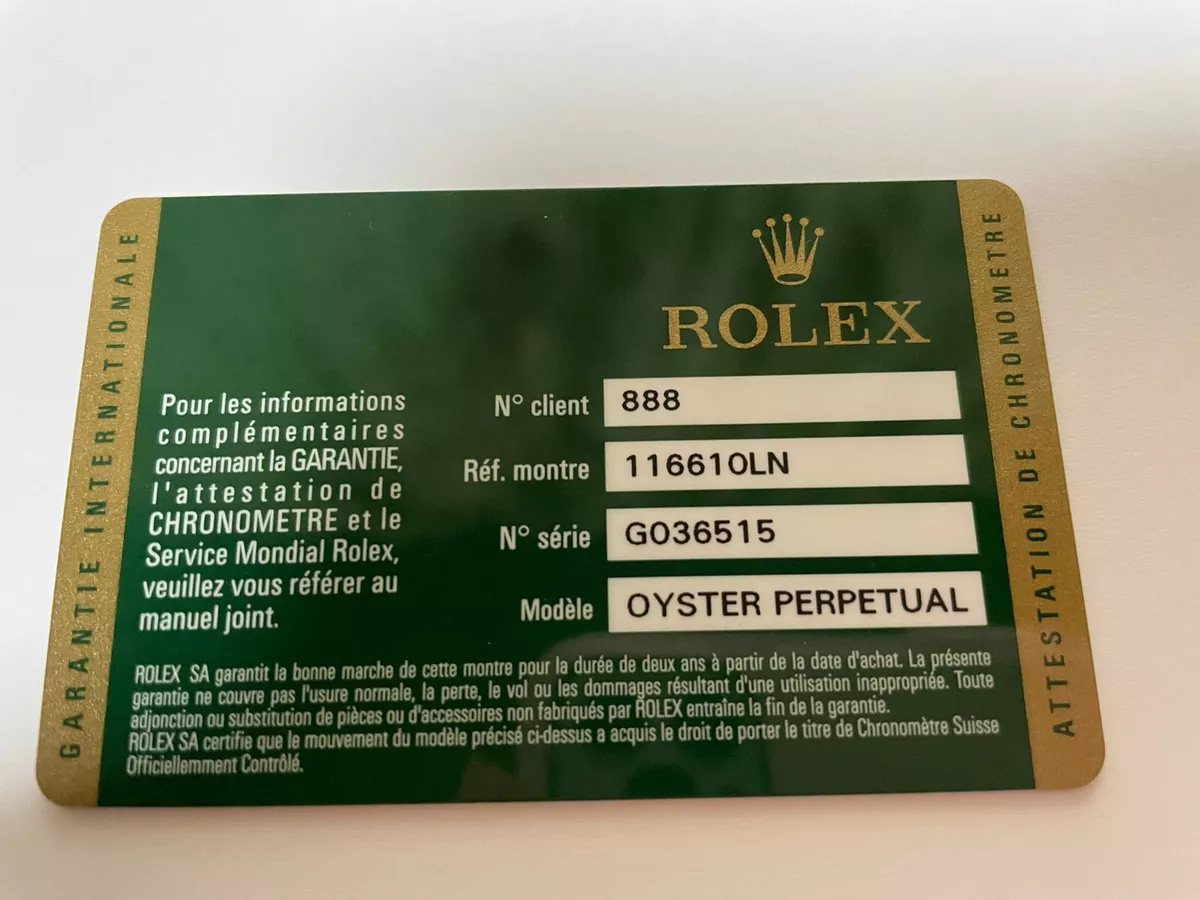 GARANTIE INTERNATIONALE
ROLEX
Pour les informations
complémentaires
concernant la GARANTIE,
l'attestation de
CHRONOMETRE et le
Service Mondial Rolex,
veuillez vous référer au
manuel joint.
N° client 888
Réf. montre 116610LN
N° série G036515
Modèle OYSTER PERPETUAL
ROLEX SA garantit la bonne marche de cette montre pour la durée de deux ans à partir de la date d'achat. La présente
garantie ne couvre pas l'usure normale, la perte, le vol ou les dommages résultant d'une utilisation inappropriée. Toute
adjonction ou substitution de pièces ou d'accessoires non fabriqués par ROLEX entraîne la fin de la garantie.
ROLEX SA certifie que le mouvement du modèle précisé ci-dessus a acquis le droit de porter le titre de Chronomètre Suisse
Officiellemment Contrôlé.
ATTESTATION DE CHRONOMETRE